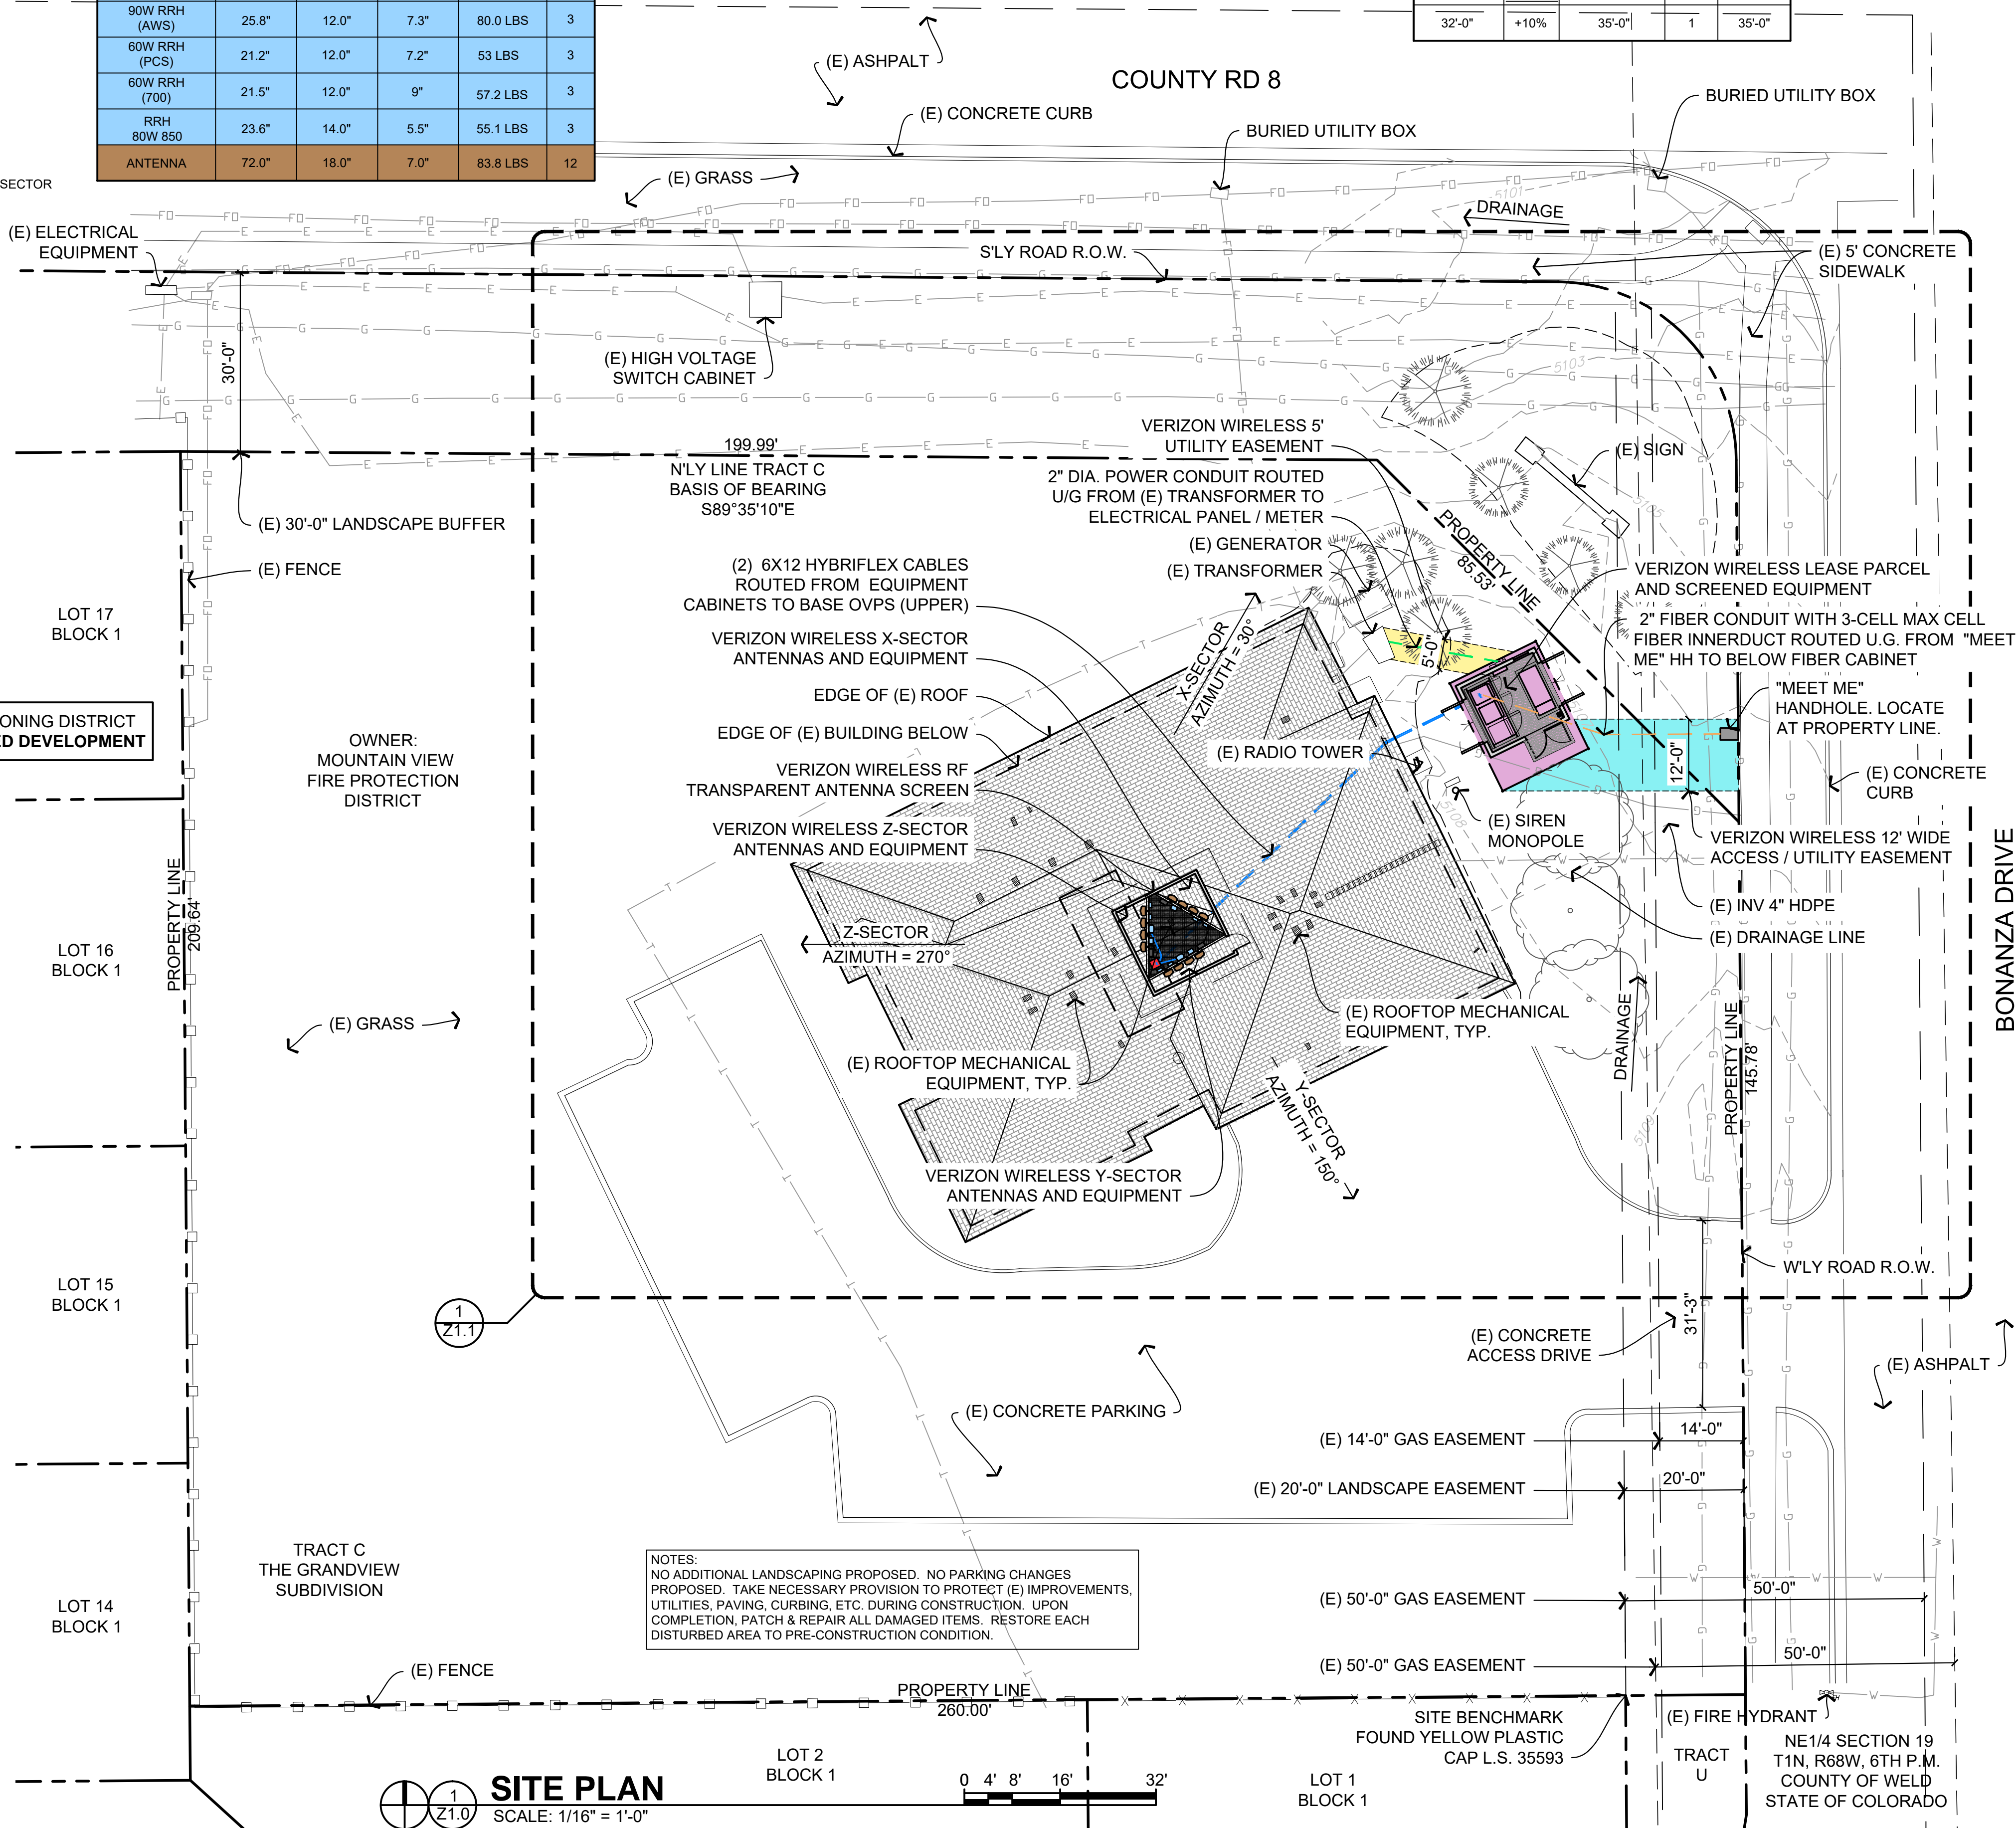 90W RRH
(AWS) 25.8" 12.0" 7.3" 80.0 LBS 3
60W RRH
(PCS) 21.2" 12.0" 7.2" 53 LBS 3
60W RRH
(700) 21.5" 12.0" 9" 57.2 LBS 3
RRH
80W 850 23.6" 14.0" 5.5" 55.1 LBS 3
ANTENNA 72.0" 18.0" 7.0" 83.8 LBS 12
32'-0" +10% 35'-0" 1 35'-0"
SECTOR
(E) ASHPALT
COUNTY RD 8
(E) CONCRETE CURB
BURIED UTILITY BOX
BURIED UTILITY BOX
(E) GRASS
5101
DRAINAGE
(E) ELECTRICAL
EQUIPMENT
S'LY ROAD R.O.W.
(E) 5' CONCRETE
SIDEWALK
30'-0"
(E) HIGH VOLTAGE
SWITCH CABINET
5103
199.99'
N'LY LINE TRACT C
BASIS OF BEARING
S89°35'10"E
VERIZON WIRELESS 5'
UTILITY EASEMENT
(E) SIGN
5105
2" DIA. POWER CONDUIT ROUTED
U/G FROM (E) TRANSFORMER TO
ELECTRICAL PANEL / METER
(E) 30'-0" LANDSCAPE BUFFER
(E) GENERATOR
(E) TRANSFORMER
PROPERTY LINE
85.53'
(E) FENCE
(2) 6X12 HYBRIFLEX CABLES
ROUTED FROM EQUIPMENT
CABINETS TO BASE OVPS (UPPER)
VERIZON WIRELESS LEASE PARCEL
AND SCREENED EQUIPMENT
2" FIBER CONDUIT WITH 3-CELL MAX CELL
FIBER INNERDUCT ROUTED U.G. FROM "MEET
ME" HH TO BELOW FIBER CABINET
LOT 17
BLOCK 1
VERIZON WIRELESS X-SECTOR
ANTENNAS AND EQUIPMENT
X-SECTOR
AZIMUTH = 30°
5'-0"
"MEET ME"
HANDHOLE. LOCATE
AT PROPERTY LINE.
EDGE OF (E) ROOF
ONING DISTRICT
ED DEVELOPMENT
OWNER:
MOUNTAIN VIEW
FIRE PROTECTION
DISTRICT
EDGE OF (E) BUILDING BELOW
(E) RADIO TOWER
12'-0"
VERIZON WIRELESS RF
TRANSPARENT ANTENNA SCREEN
(E) CONCRETE
CURB
5108
(E) SIREN
MONOPOLE
VERIZON WIRELESS Z-SECTOR
ANTENNAS AND EQUIPMENT
VERIZON WIRELESS 12' WIDE
ACCESS / UTILITY EASEMENT
BONANZA DRIVE
PROPERTY LINE
209.64'
(E) INV 4" HDPE
(E) DRAINAGE LINE
LOT 16
BLOCK 1
Z-SECTOR
AZIMUTH = 270°
(E) GRASS
(E) ROOFTOP MECHANICAL
EQUIPMENT, TYP.
(E) ROOFTOP MECHANICAL
EQUIPMENT, TYP.
DRAINAGE
PROPERTY LINE
145.78'
5109
Y-SECTOR
AZIMUTH = 150°
VERIZON WIRELESS Y-SECTOR
ANTENNAS AND EQUIPMENT
W'LY ROAD R.O.W.
LOT 15
BLOCK 1
1
Z1.1
31'-3"
(E) CONCRETE
ACCESS DRIVE
(E) ASHPALT
(E) CONCRETE PARKING
(E) 14'-0" GAS EASEMENT
14'-0"
(E) 20'-0" LANDSCAPE EASEMENT
20'-0"
TRACT C
THE GRANDVIEW
SUBDIVISION
NOTES:
NO ADDITIONAL LANDSCAPING PROPOSED. NO PARKING CHANGES
PROPOSED. TAKE NECESSARY PROVISION TO PROTECT (E) IMPROVEMENTS,
UTILITIES, PAVING, CURBING, ETC. DURING CONSTRUCTION. UPON
COMPLETION, PATCH & REPAIR ALL DAMAGED ITEMS. RESTORE EACH
DISTURBED AREA TO PRE-CONSTRUCTION CONDITION.
LOT 14
BLOCK 1
(E) 50'-0" GAS EASEMENT
50'-0"
(E) 50'-0" GAS EASEMENT
50'-0"
(E) FENCE
PROPERTY LINE
260.00'
SITE BENCHMARK
FOUND YELLOW PLASTIC
CAP L.S. 35593
(E) FIRE HYDRANT
TRACT
U
NE1/4 SECTION 19
T1N, R68W, 6TH P.M.
COUNTY OF WELD
STATE OF COLORADO
LOT 2
BLOCK 1
LOT 1
BLOCK 1
1
Z1.0
SITE PLAN
SCALE: 1/16" = 1'-0"
0 4' 8' 16' 32'